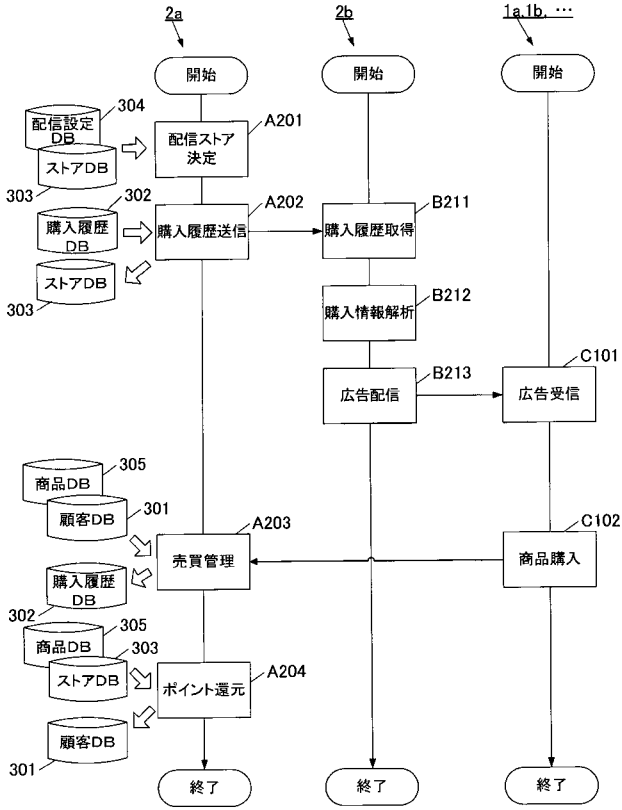 2a
2b
1a,1b, …
開始
開始
開始
304
配信設定
DB
ストアDB
303
A201
配信ストア
決定
302
購入履歴
DB
ストアDB
303
A202
購入履歴送信
B211
購入履歴取得
B212
購入情報解析
B213
広告配信
C101
広告受信
305
商品DB
301
顧客DB
A203
売買管理
C102
商品購入
購入履歴
DB
302
305
商品DB
303
ストアDB
A204
ポイント還元
顧客DB
301
終了
終了
終了